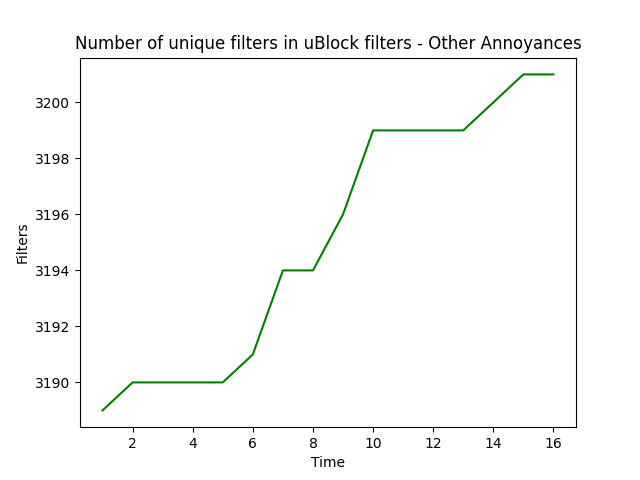 Number of unique filters in uBlock filters - Other Annoyances
3200
3198
3196
3194
3192
3190
Filters
2 4 6 8 10 12 14 16
Time